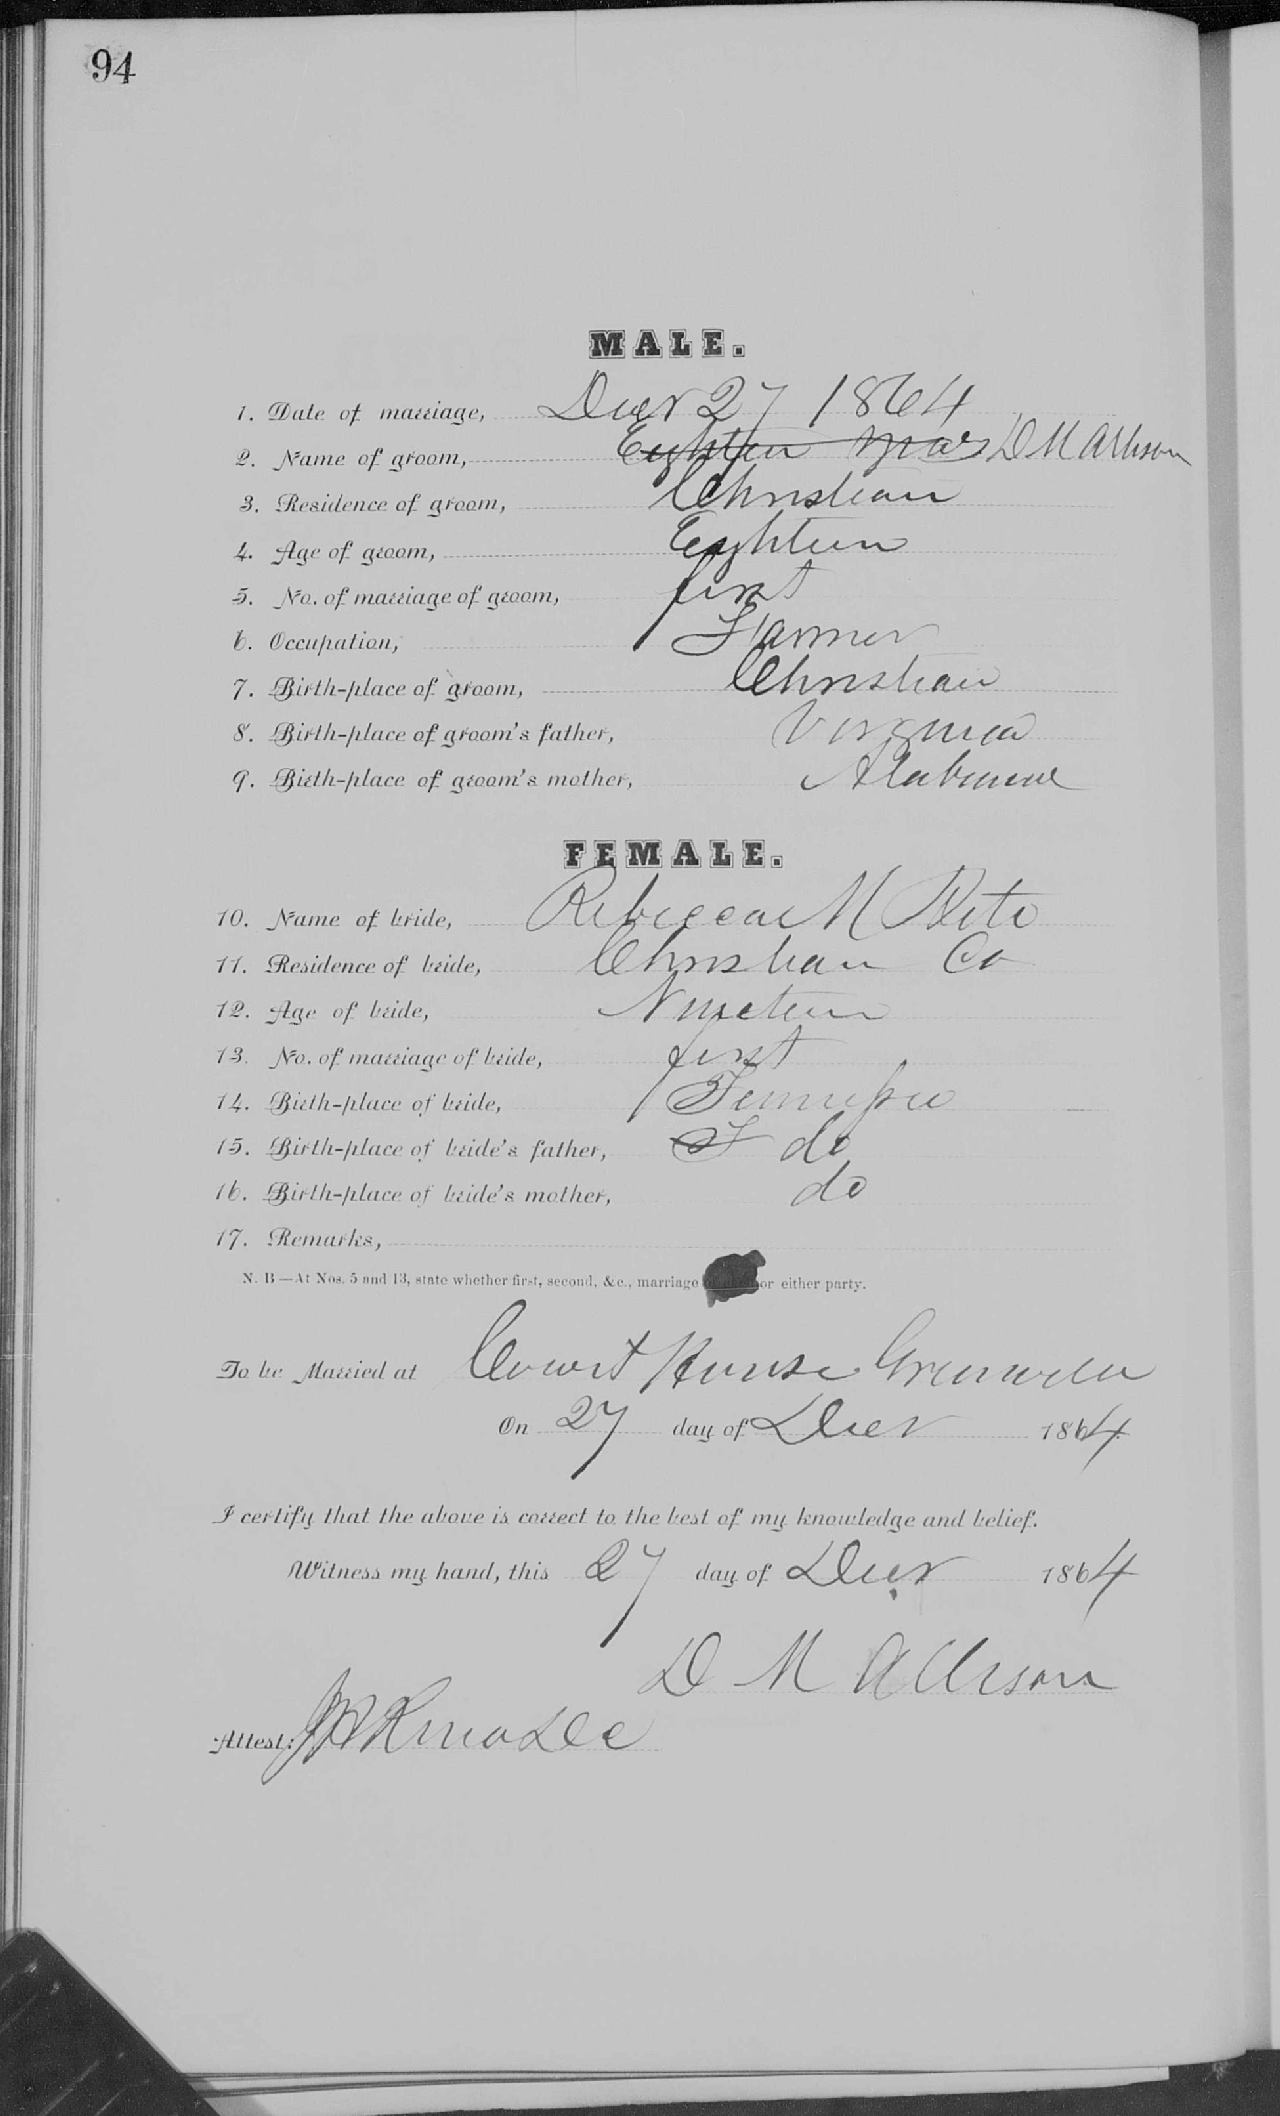 94
MALE.
1. Date of marriage, Decr 27 1864
2. Name of groom, Eighteen years D M Allison
3. Residence of groom, Christian
4. Age of groom, Eighteen
5. No. of marriage of groom, first
6. Occupation, Farmer
7. Birth-place of groom, Christian
8. Birth-place of groom's father, Virginia
9. Birth-place of groom's mother, Alabama
FEMALE.
10. Name of bride, Rebecca M
11. Residence of bride, Christian Co
12. Age of bride, Nineteen
13. No. of marriage of bride, first
14. Birth-place of bride, Tennessee
15. Birth-place of bride's father, T do
16. Birth-place of bride's mother, do
17. Remarks,
N. B—At Nos. 5 and 13, state whether first, second, &c., marriage or either party.
To be Married at Court House
On 27 day of Decr 1864
I certify that the above is correct to the best of my knowledge and belief.
Witness my hand, this 27 day of Decr 1864
D M Allison
Attest: